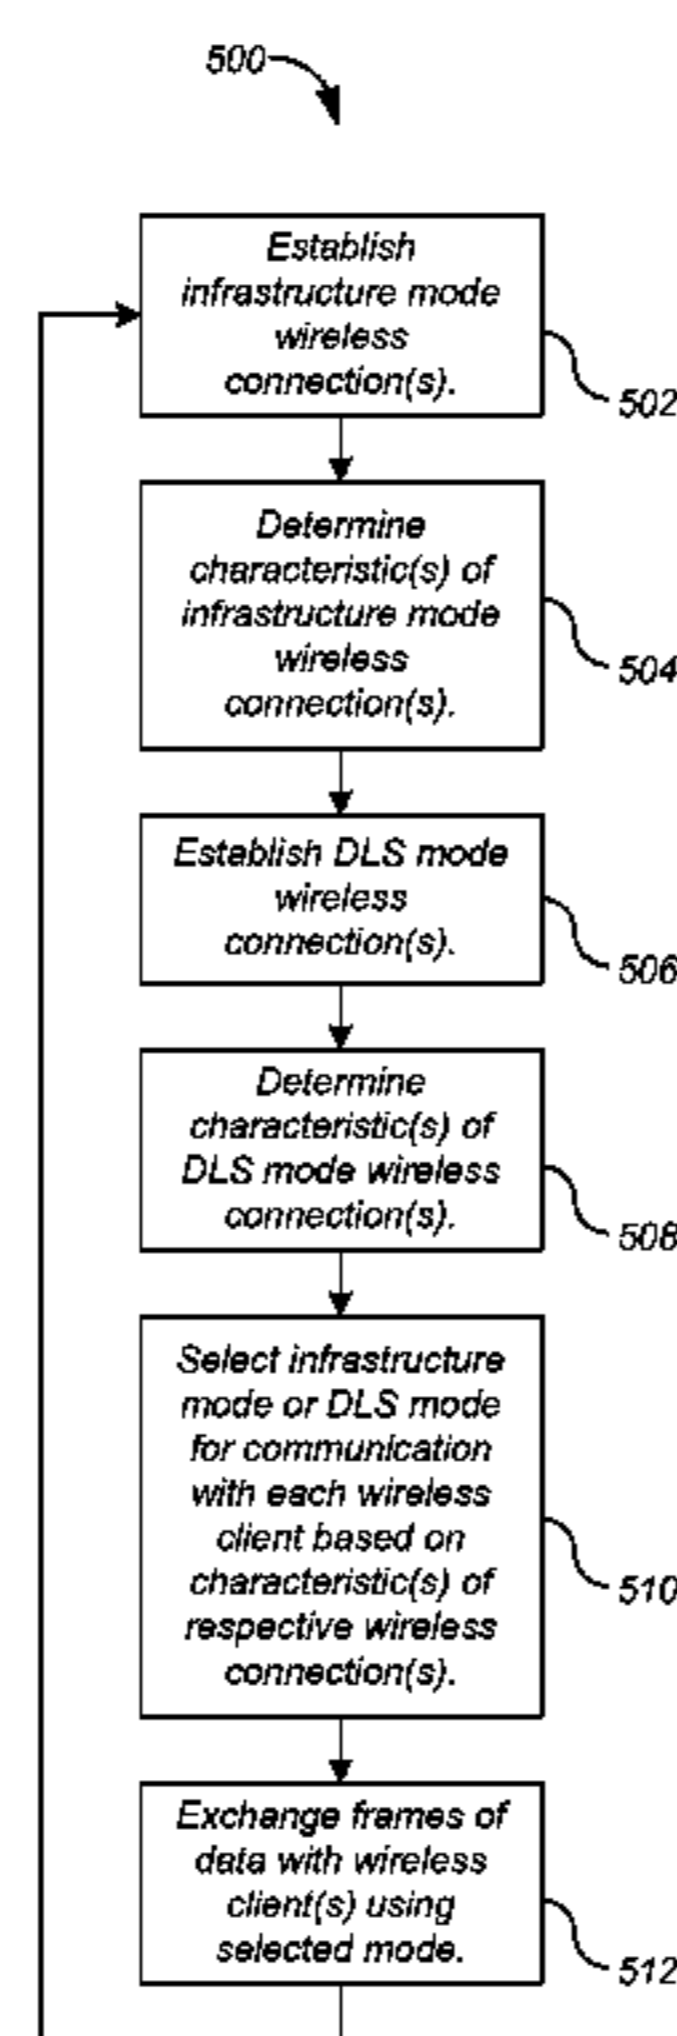 500
Establish
infrastructure mode
wireless
connection(s).
502
Determine
characteristic(s) of
infrastructure mode
wireless
connection(s).
504
Establish DLS mode
wireless
connection(s).
506
Determine
characteristic(s) of
DLS mode wireless
connection(s).
508
Select infrastructure
mode or DLS mode
for communication
with each wireless
client based on
characteristic(s) of
respective wireless
connection(s).
510
Exchange frames of
data with wireless
client(s) using
selected mode.
512